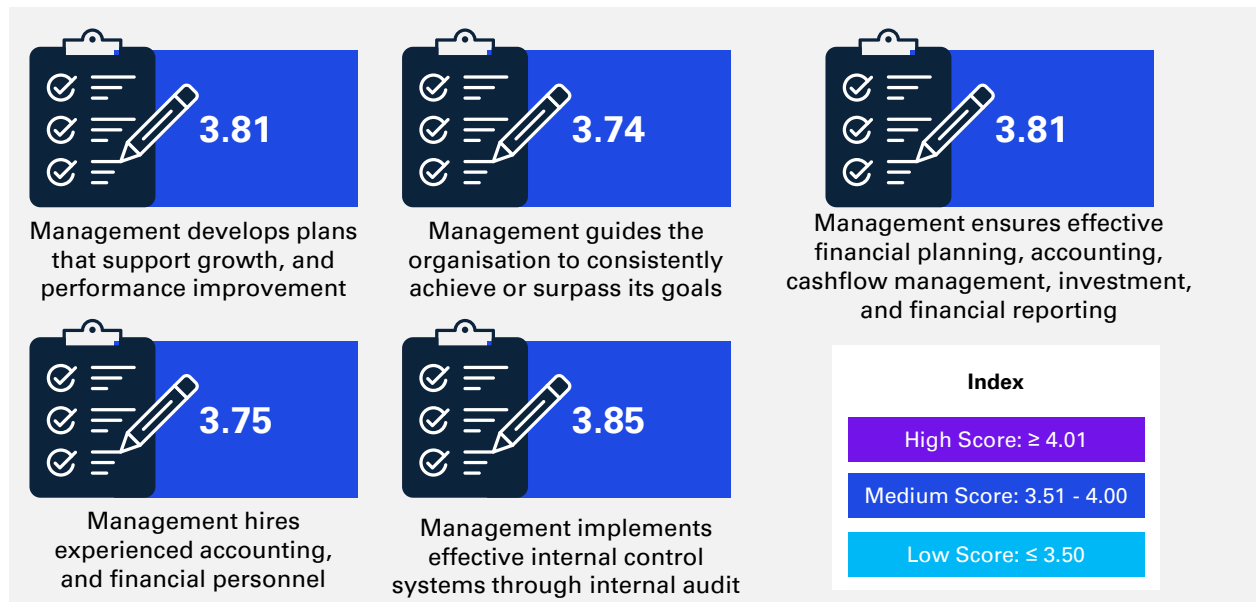 3.81
Management develops plans
that support growth, and
performance improvement
3.74
Management guides the
organisation to consistently
achieve or surpass its goals
3.81
Management ensures effective
financial planning, accounting,
cashflow management, investment,
and financial reporting
3.75
Management hires
experienced accounting,
and financial personnel
3.85
Management implements
effective internal control
systems through internal audit
Index
High Score: ≥ 4.01
Medium Score: 3.51 - 4.00
Low Score: ≤ 3.50